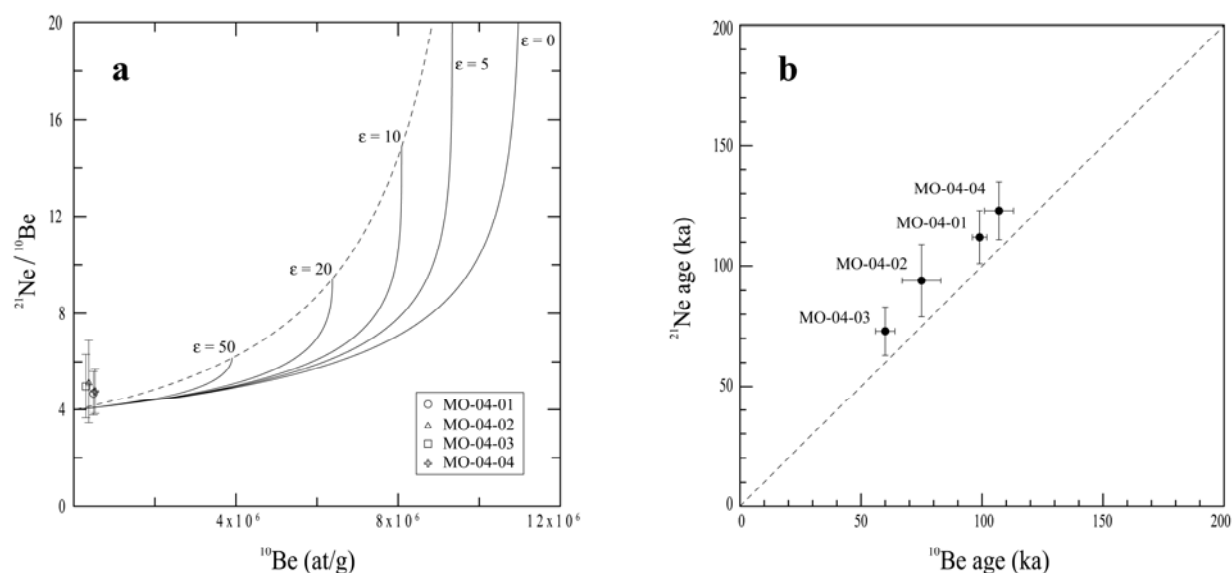 a
20
16
12
8
4
0
²¹Ne / ¹⁰Be
ε = 0
ε = 5
ε = 10
ε = 20
ε = 50
MO-04-01
MO-04-02
MO-04-03
MO-04-04
4 x 10⁶
8 x 10⁶
12 x 10⁶
¹⁰Be (at/g)
b
200
150
100
50
0
²¹Ne age (ka)
MO-04-04
MO-04-01
MO-04-02
MO-04-03
0
50
100
150
200
¹⁰Be age (ka)